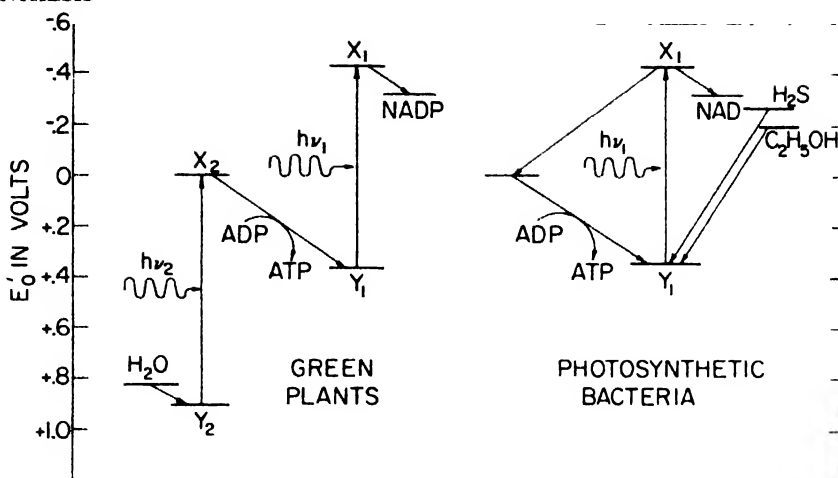 -.6
-.4
-.2
0
+.2
+.4
+.6
+.8
+1.0
E₀′ IN VOLTS
X₁
NADP
hν₁
X₂
ADP
ATP
Y₁
hν₂
H₂O
Y₂
GREEN
PLANTS
X₁
NAD
H₂S
C₂H₅OH
hν₁
ADP
ATP
Y₁
PHOTOSYNTHETIC
BACTERIA